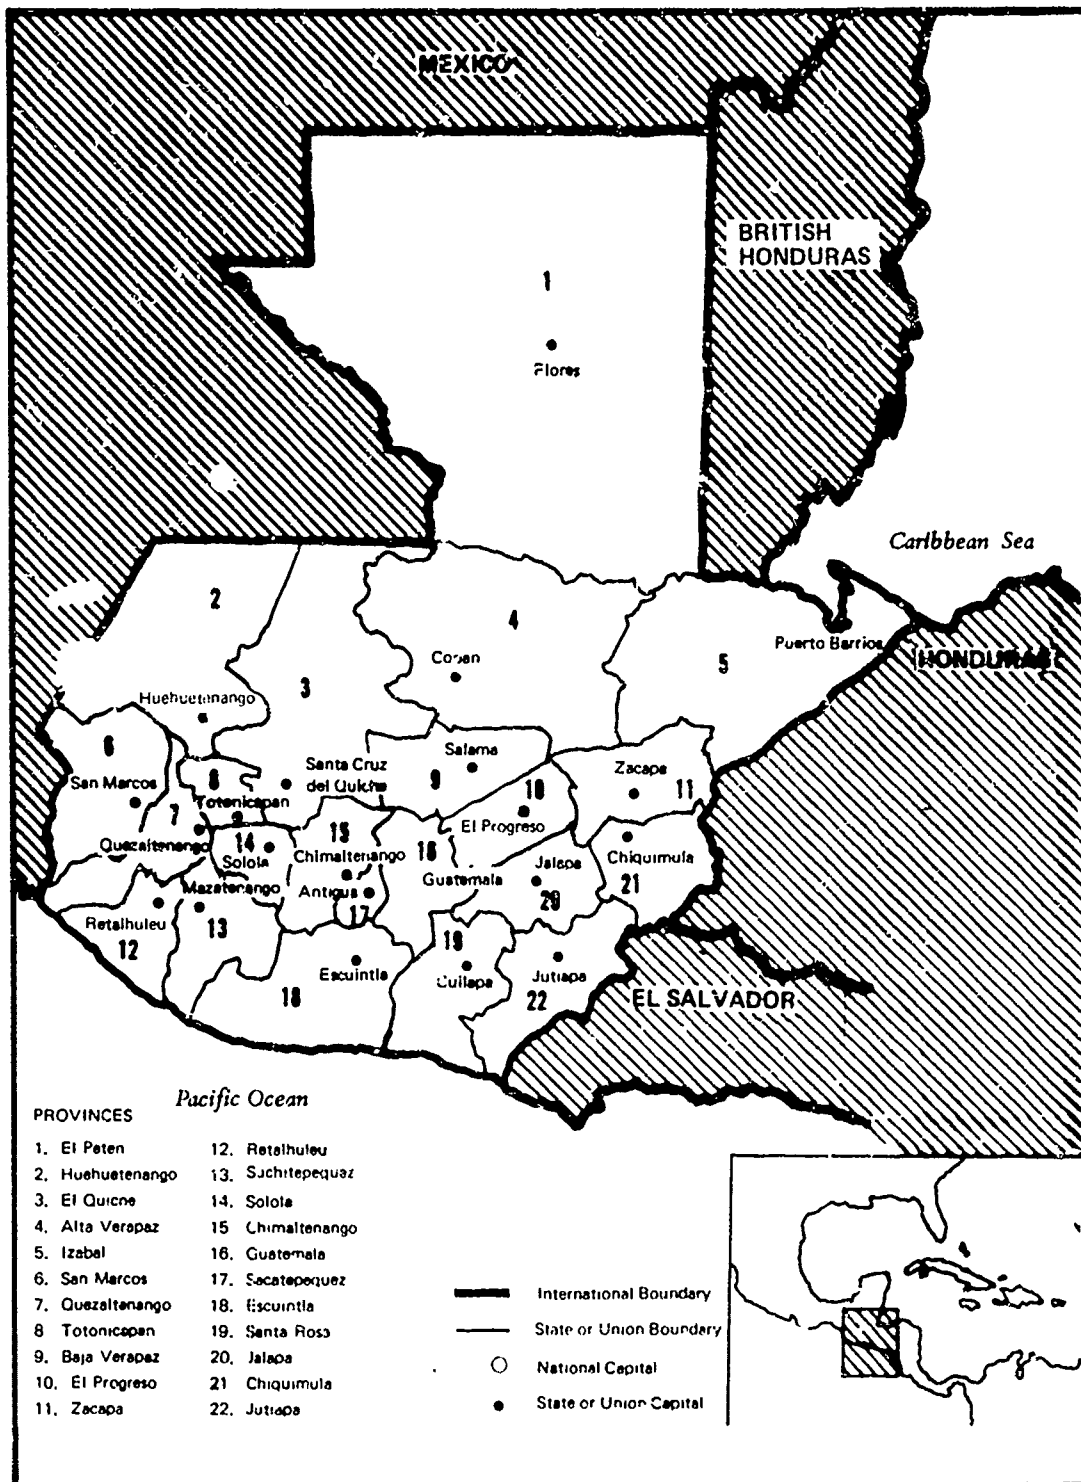 MEXICO
BRITISH
HONDURAS
1
Flores
Caribbean Sea
2
4
Puerto Barrios
HONDURAS
Coban
5
3
Huehuetenango
6
Salama
Santa Cruz
del Quiche
Zacapa
San Marcos
8
9
10
11
Totonicapan
7
15
El Progreso
Quezaltenango
14
Solola
Chimaltenango
16
Jalapa
Chiquimula
Mazatenango
Antigua
Guatemala
21
Retalhuleu
17
20
12
13
19
Escuintla
Cuilapa
Jutiapa
18
22
EL SALVADOR
Pacific Ocean
PROVINCES
1. El Peten
2. Huehuetenango
3. El Quiche
4. Alta Verapaz
5. Izabal
6. San Marcos
7. Quezaltenango
8 Totonicapan
9. Baja Verapaz
10. El Progreso
11. Zacapa
12. Retalhuleu
13. Suchitepequez
14. Solola
15 Chimaltenango
16. Guatemala
17. Sacatepequez
18. Escuintla
19. Santa Rosa
20. Jalapa
21 Chiquimula
22. Jutiapa
International Boundary
State or Union Boundary
National Capital
State or Union Capital